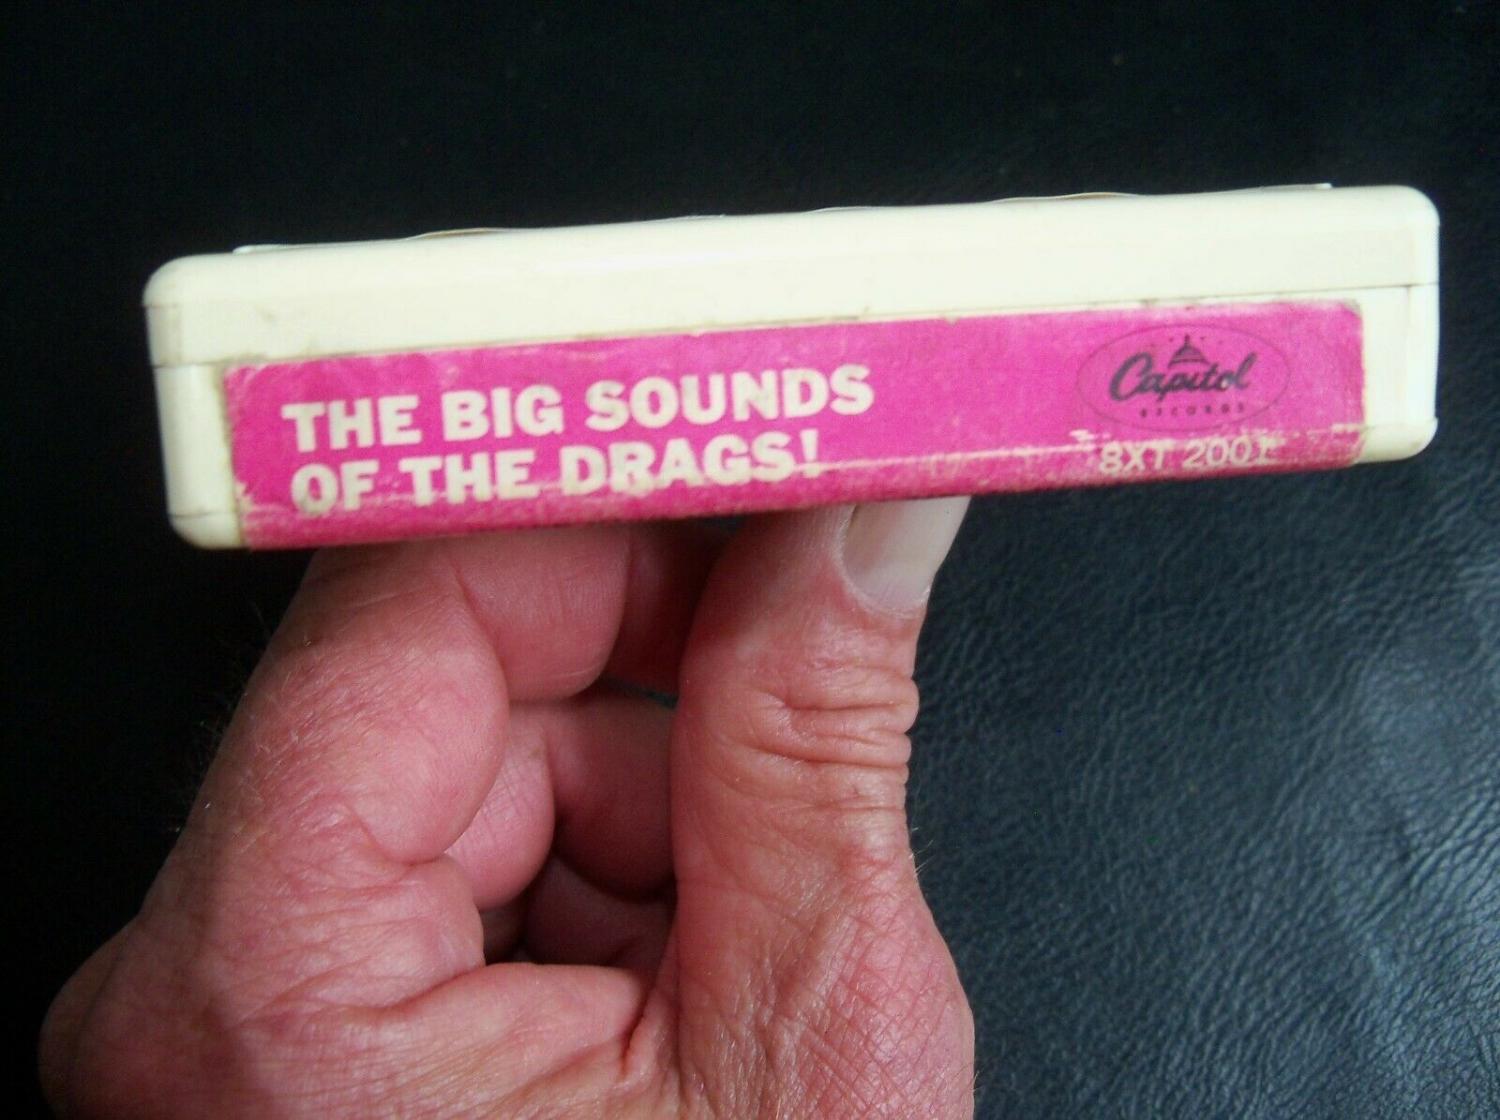 THE BIG SOUNDS
OF THE DRAGS!
Capitol
RECORDS
8XT 2001